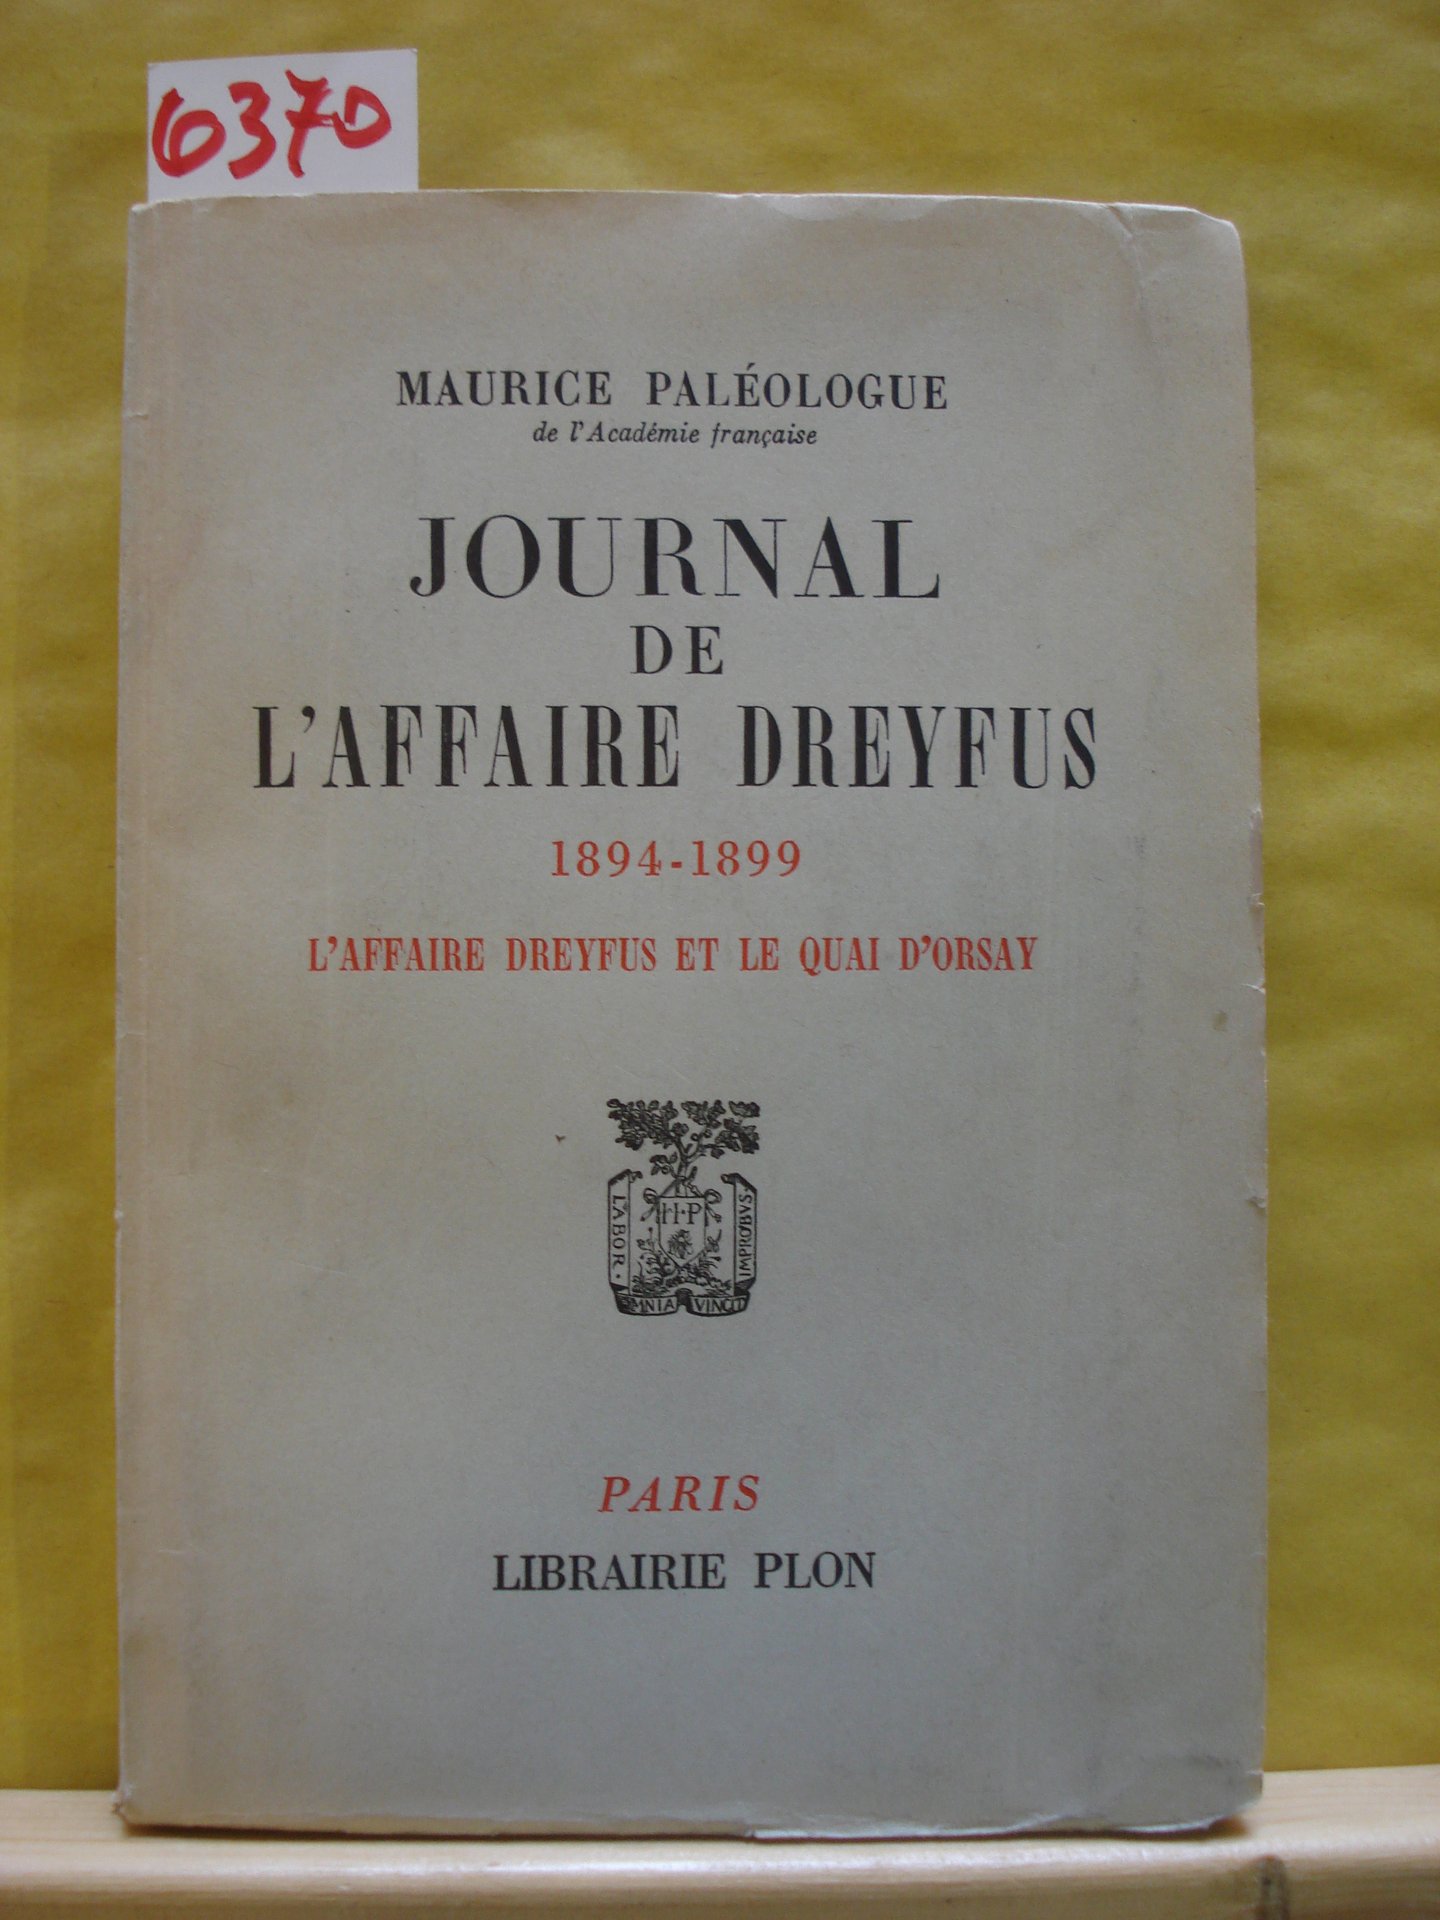 6370
MAURICE PALÉOLOGUE
de l'Académie française
JOURNAL
DE
L'AFFAIRE DREYFUS
1894-1899
L'AFFAIRE DREYFUS ET LE QUAI D'ORSAY
H·P
LABOR·
IMPROBVS·
OMNIA VINCIT
PARIS
LIBRAIRIE PLON